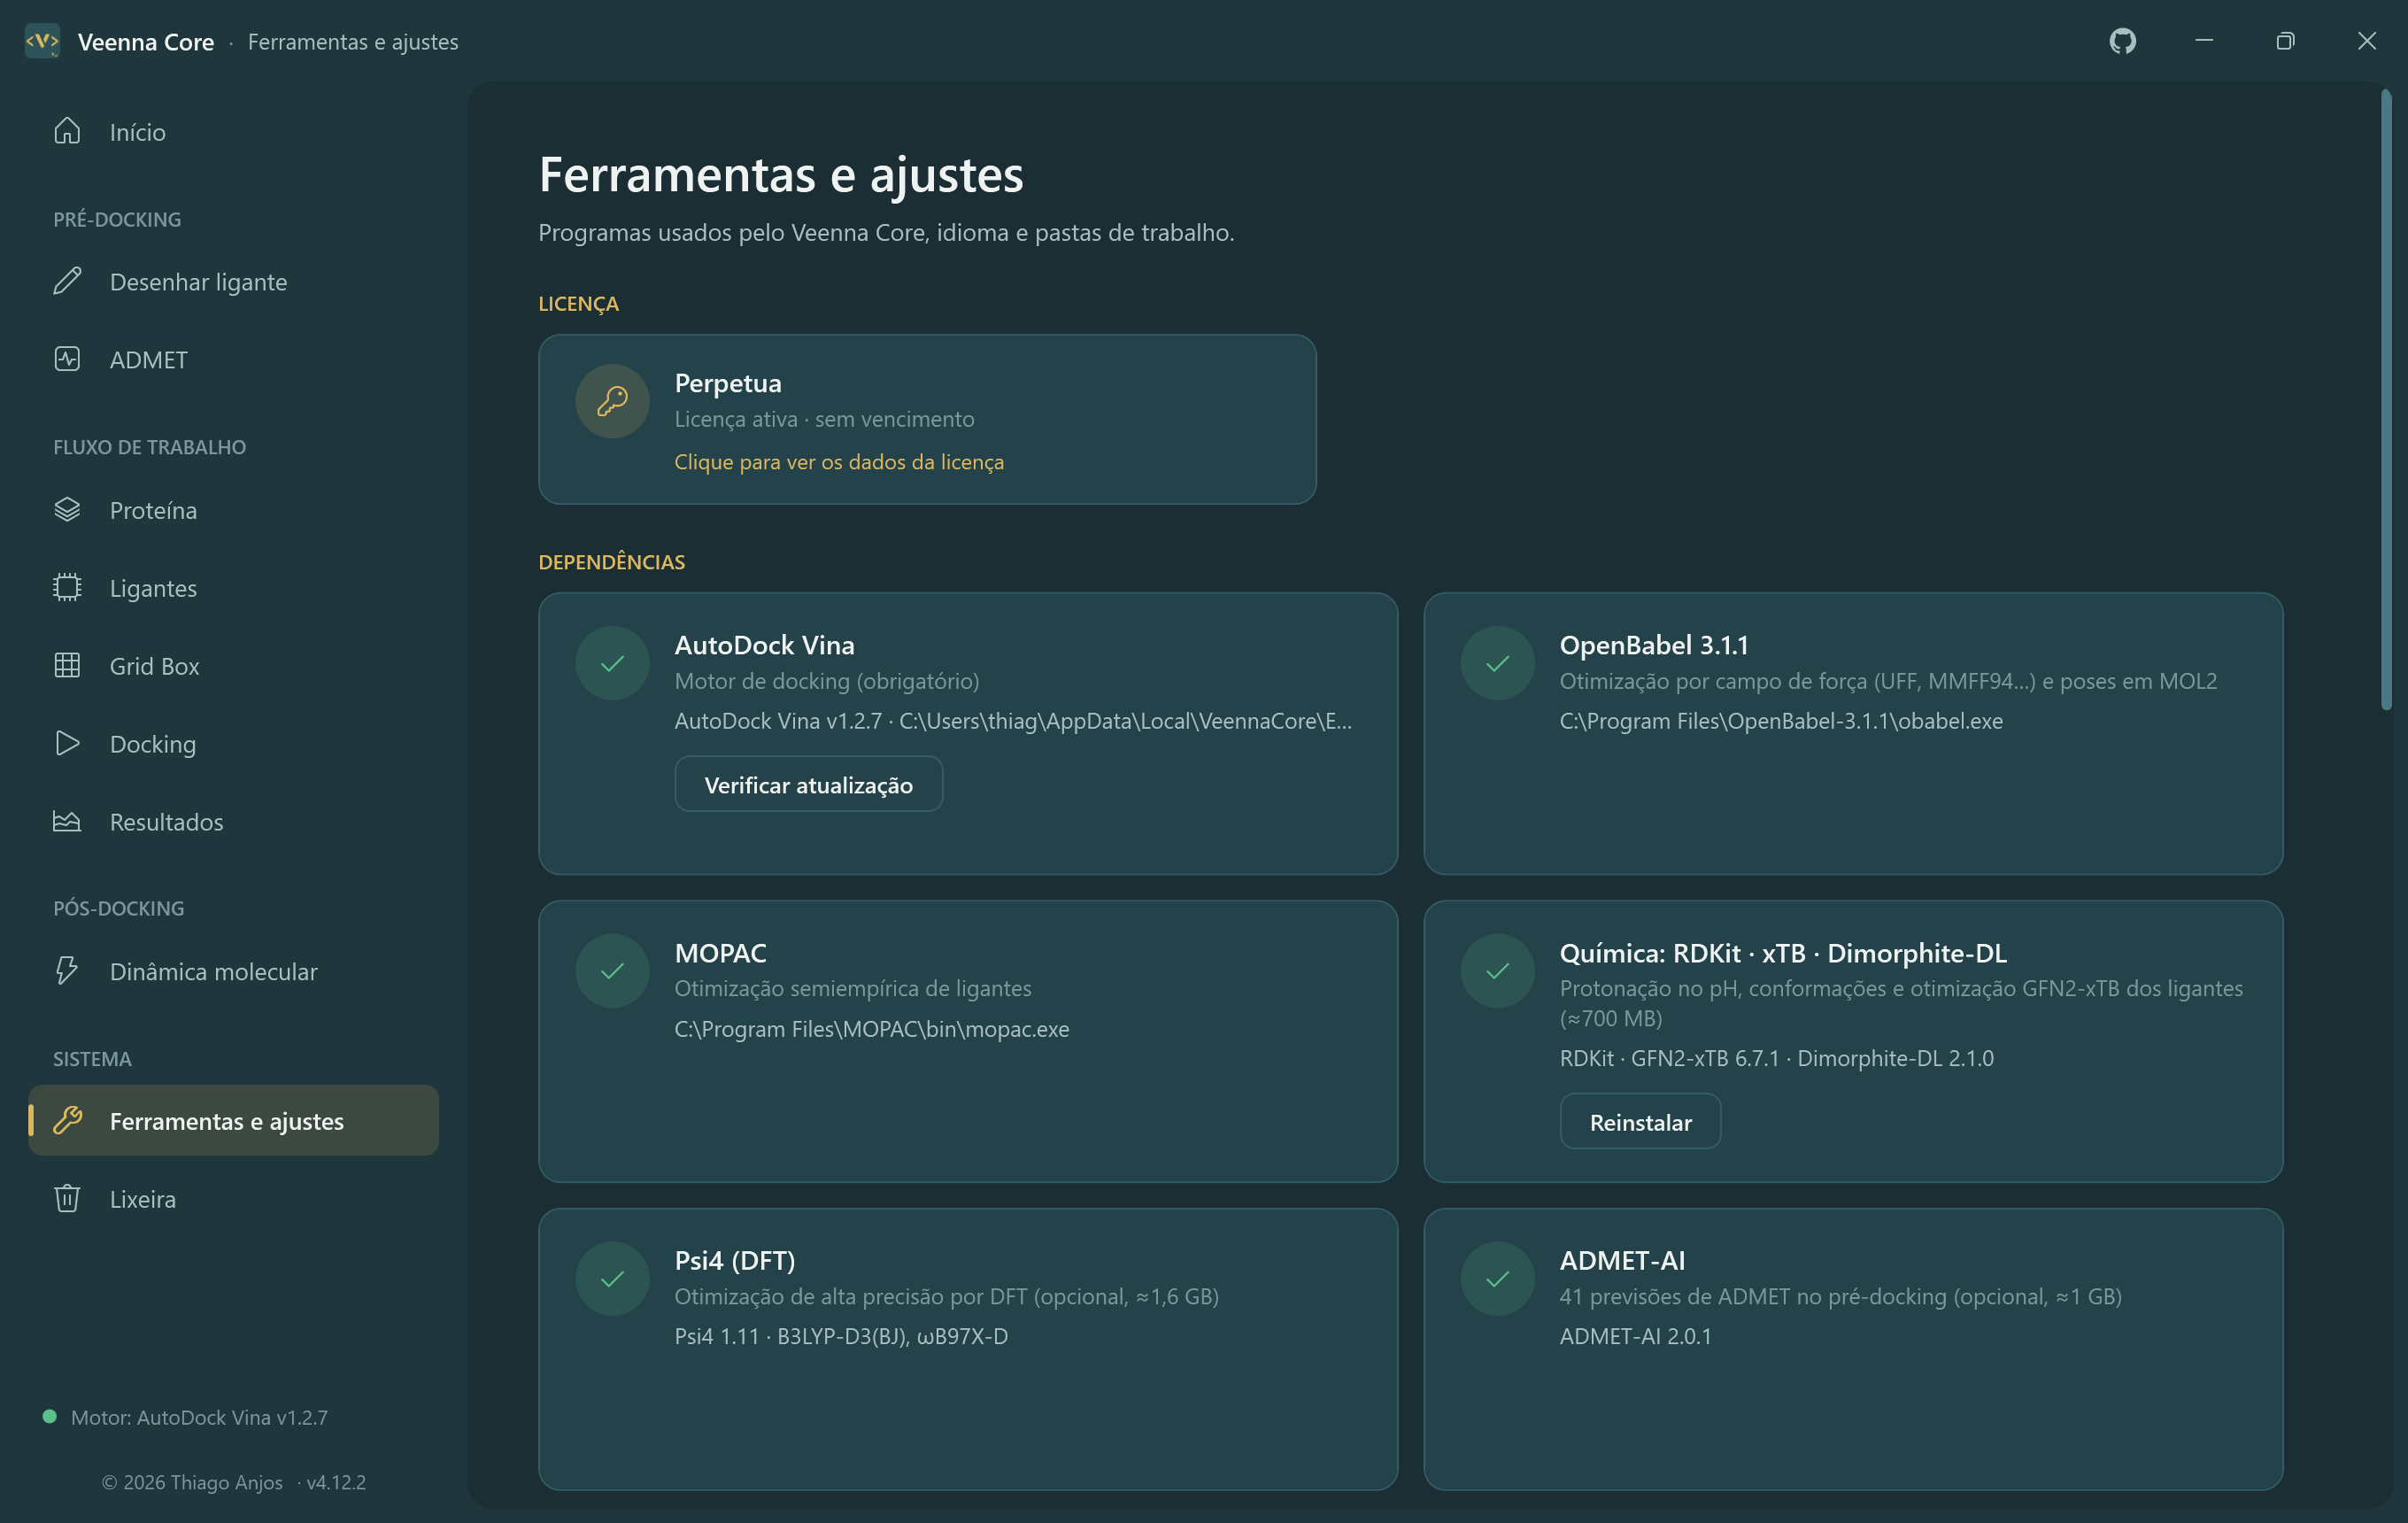 Veenna Core · Ferramentas e ajustes
Início
PRÉ-DOCKING
Desenhar ligante
ADMET
FLUXO DE TRABALHO
Proteína
Ligantes
Grid Box
Docking
Resultados
PÓS-DOCKING
Dinâmica molecular
SISTEMA
Ferramentas e ajustes
Lixeira
Motor: AutoDock Vina v1.2.7
© 2026 Thiago Anjos · v4.12.2
Ferramentas e ajustes
Programas usados pelo Veenna Core, idioma e pastas de trabalho.
LICENÇA
Perpetua
Licença ativa · sem vencimento
Clique para ver os dados da licença
DEPENDÊNCIAS
AutoDock Vina
Motor de docking (obrigatório)
AutoDock Vina v1.2.7 · C:\Users\thiag\AppData\Local\VeennaCore\E...
Verificar atualização
OpenBabel 3.1.1
Otimização por campo de força (UFF, MMFF94...) e poses em MOL2
C:\Program Files\OpenBabel-3.1.1\obabel.exe
MOPAC
Otimização semiempírica de ligantes
C:\Program Files\MOPAC\bin\mopac.exe
Química: RDKit · xTB · Dimorphite-DL
Protonação no pH, conformações e otimização GFN2-xTB dos ligantes
(≈700 MB)
RDKit · GFN2-xTB 6.7.1 · Dimorphite-DL 2.1.0
Reinstalar
Psi4 (DFT)
Otimização de alta precisão por DFT (opcional, ≈1,6 GB)
Psi4 1.11 · B3LYP-D3(BJ), ωB97X-D
ADMET-AI
41 previsões de ADMET no pré-docking (opcional, ≈1 GB)
ADMET-AI 2.0.1